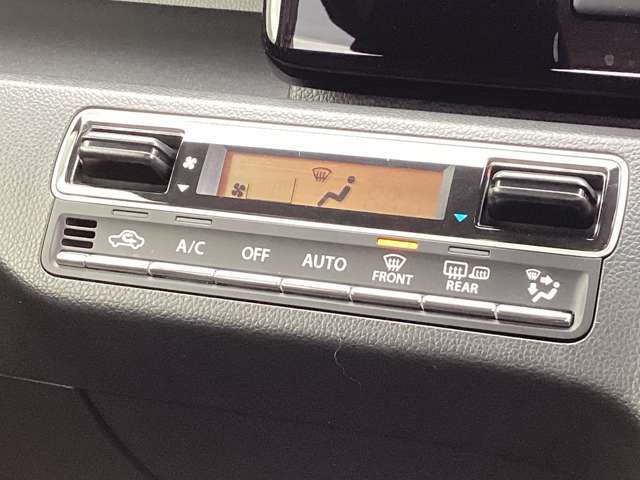 A/C OFF AUTO FRONT REAR